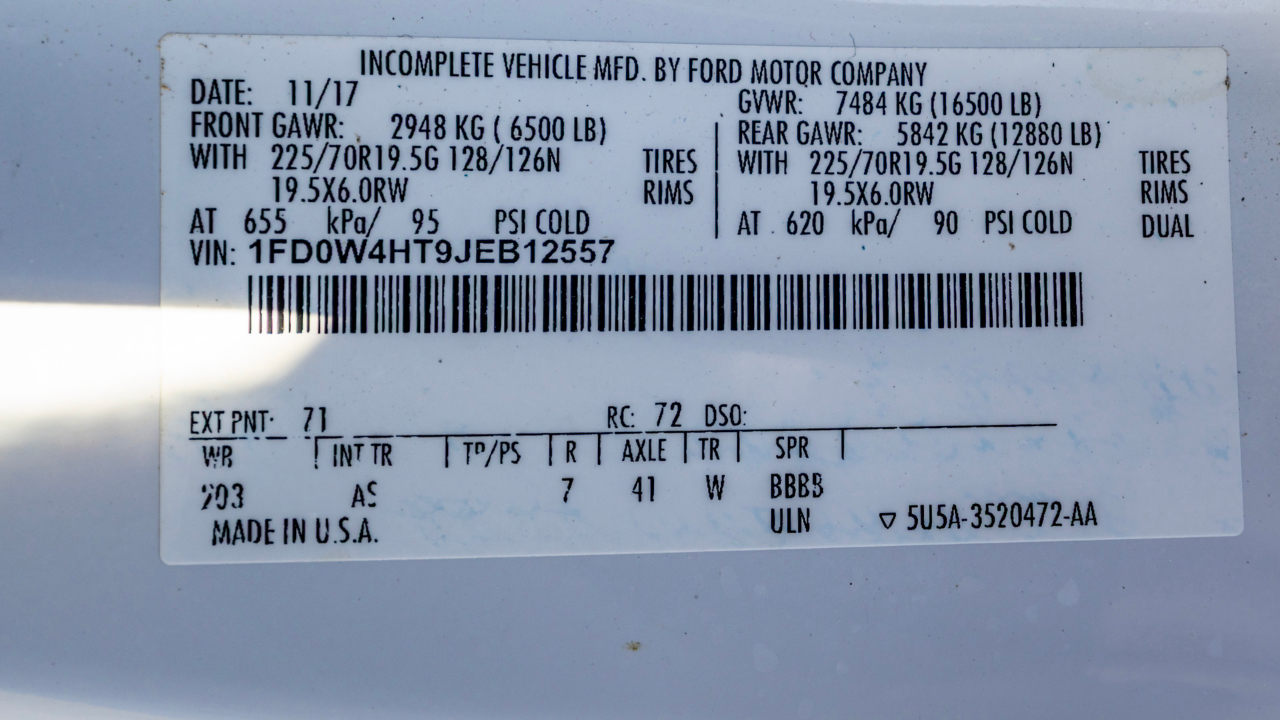 INCOMPLETE VEHICLE MFD. BY FORD MOTOR COMPANY
DATE: 11/17 GVWR: 7484 KG (16500 LB)
FRONT GAWR: 2948 KG ( 6500 LB) REAR GAWR: 5842 KG (12880 LB)
WITH 225/70R19.5G 128/126N TIRES WITH 225/70R19.5G 128/126N TIRES
19.5X6.0RW RIMS 19.5X6.0RW RIMS
AT 655 kPa/ 95 PSI COLD AT 620 kPa/ 90 PSI COLD DUAL
VIN: 1FD0W4HT9JEB12557
EXT PNT: 71 RC: 72 DSO:
WB INT TR TP/PS R AXLE TR SPR
203 AS 7 41 W BBBB
MADE IN U.S.A. ULN ▽ 5U5A-3520472-AA